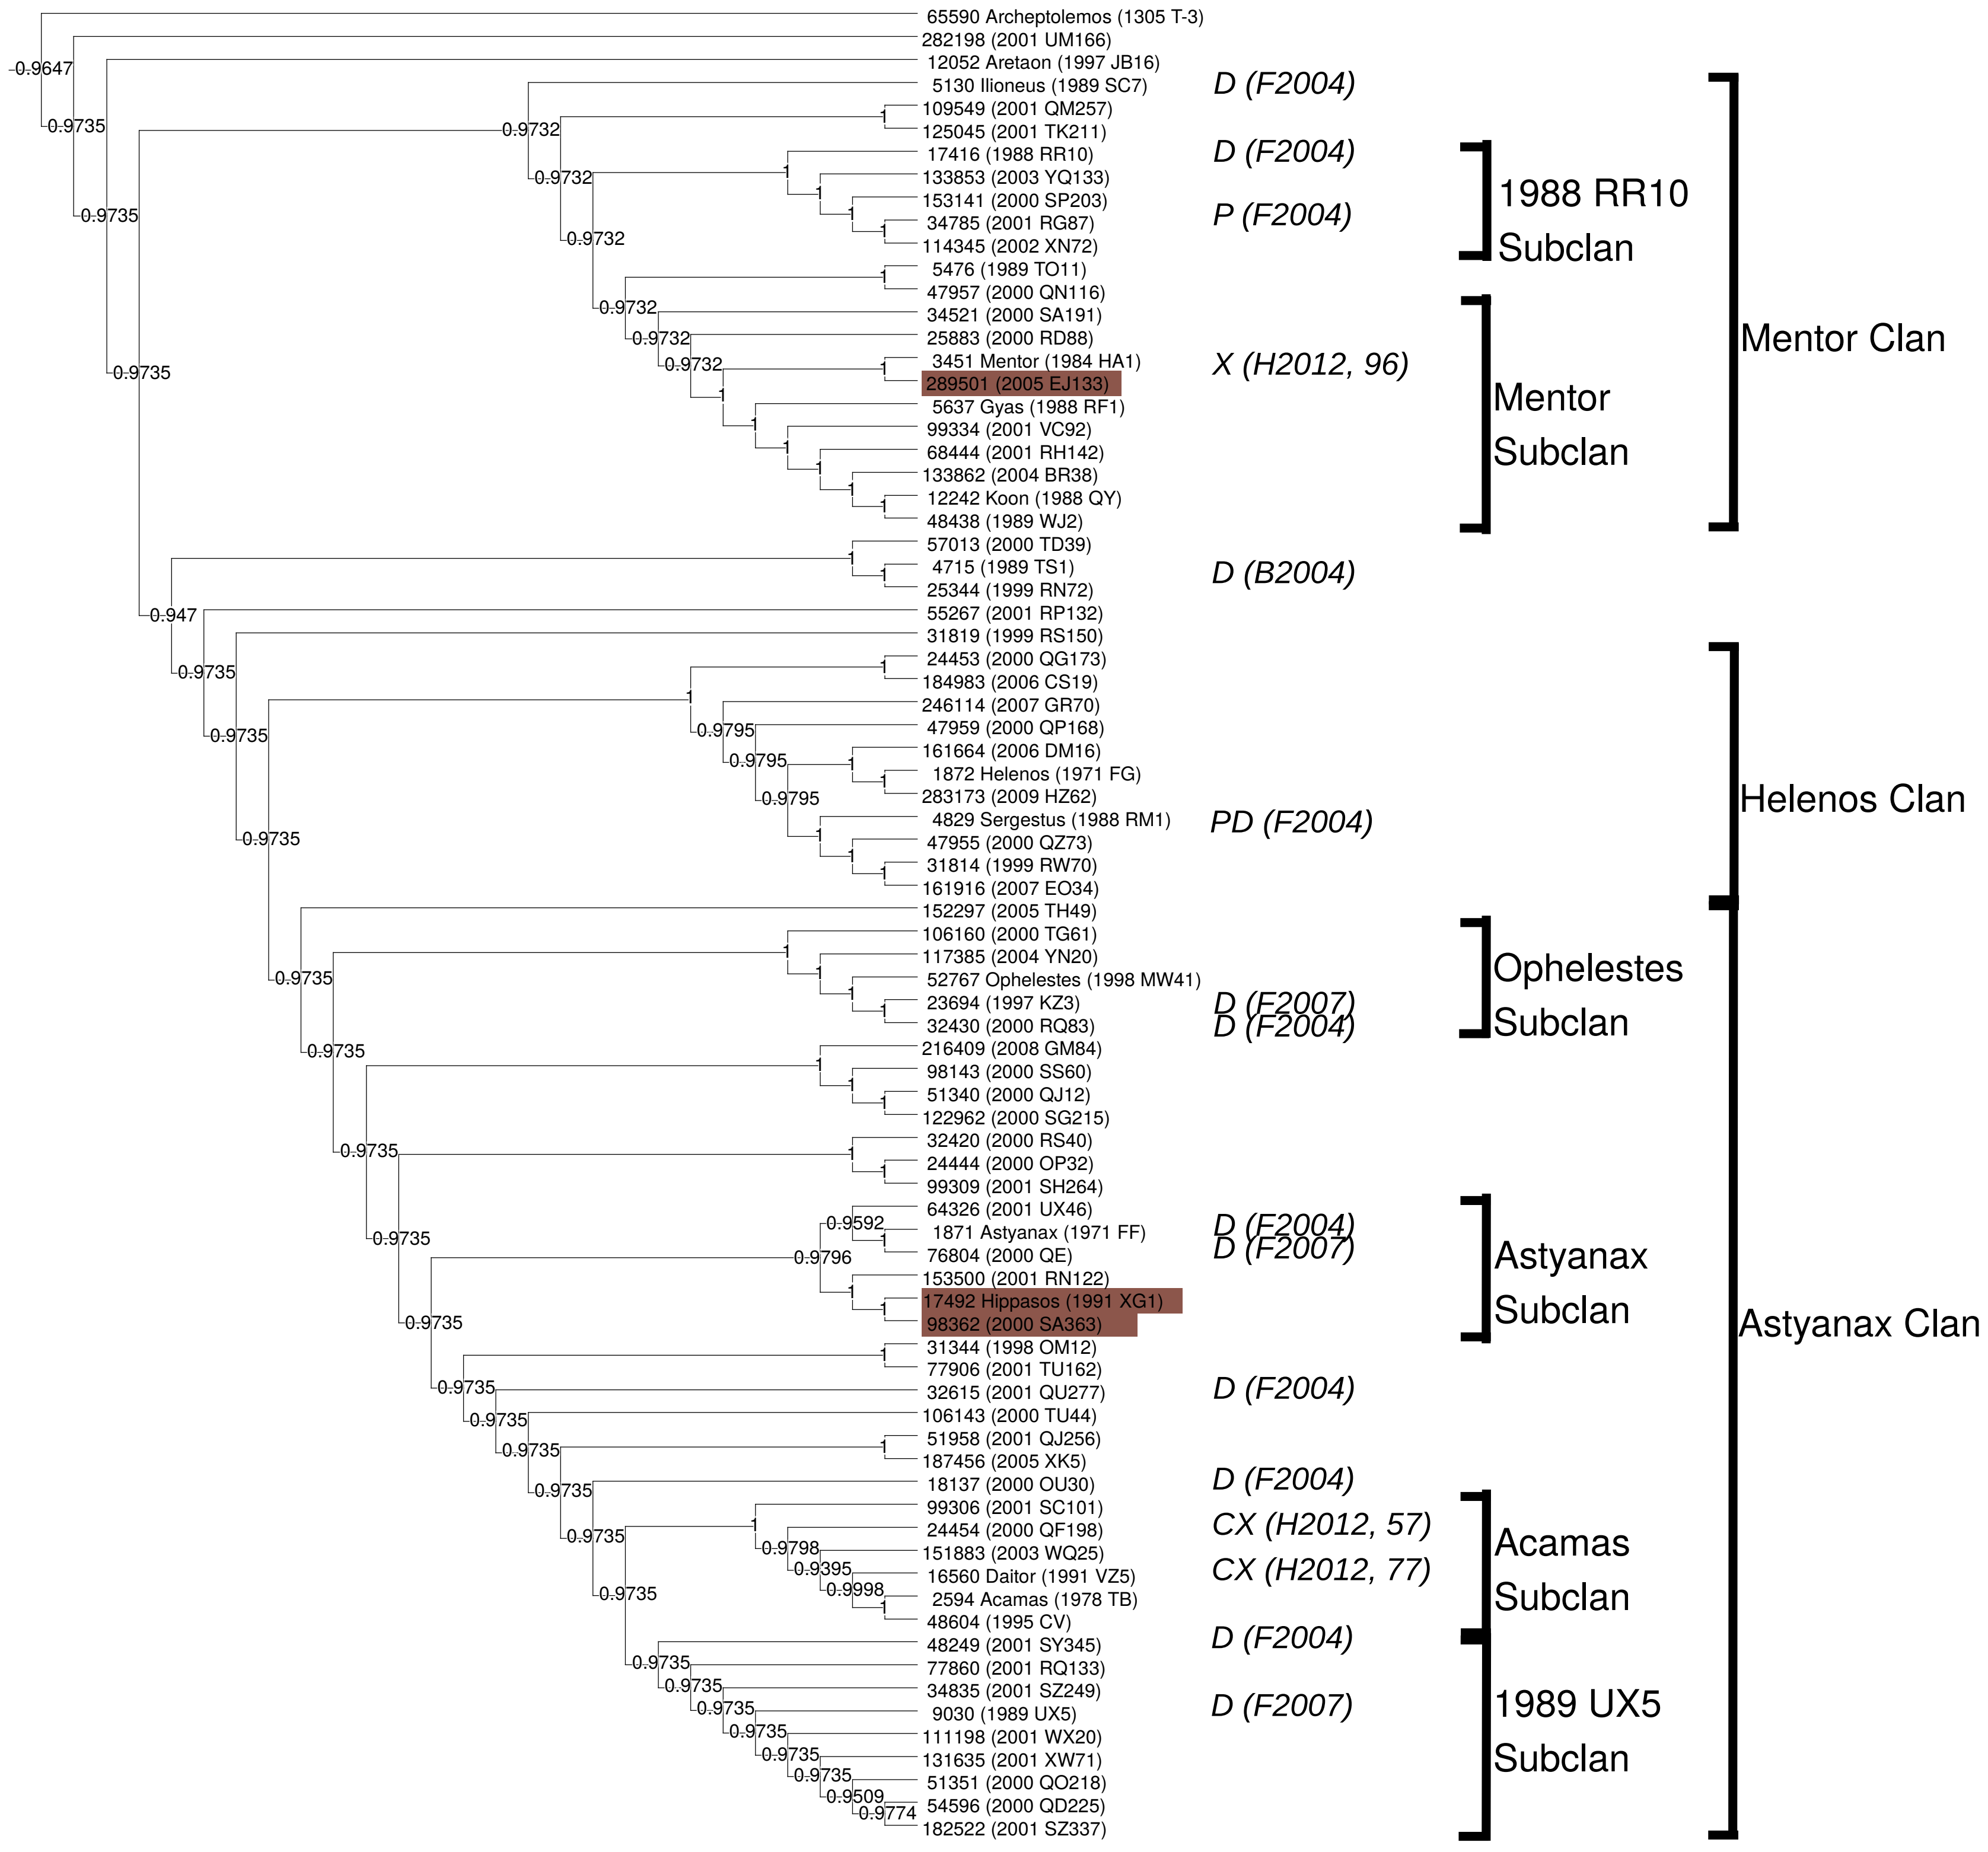 65590 Archeptolemos (1305 T-3)
282198 (2001 UM166)
12052 Aretaon (1997 JB16)
0.9647
5130 Ilioneus (1989 SC7) D (F2004)
109549 (2001 QM257)
0.9735
0.9732
125045 (2001 TK211)
17416 (1988 RR10) D (F2004)
0.9732
133853 (2003 YQ133)
1988 RR10
153141 (2000 SP203)
0.9735
34785 (2001 RG87) P (F2004)
0.9732
114345 (2002 XN72)
Subclan
5476 (1989 TO11)
47957 (2000 QN116)
0.9732
34521 (2000 SA191)
0.9732
25883 (2000 RD88)
Mentor Clan
0.9732
3451 Mentor (1984 HA1) X (H2012, 96)
0.9735
289501 (2005 EJ133)
Mentor
5637 Gyas (1988 RF1)
99334 (2001 VC92)
68444 (2001 RH142)
Subclan
133862 (2004 BR38)
12242 Koon (1988 QY)
48438 (1989 WJ2)
57013 (2000 TD39)
4715 (1989 TS1) D (B2004)
25344 (1999 RN72)
0.947
55267 (2001 RP132)
31819 (1999 RS150)
24453 (2000 QG173)
0.9735
184983 (2006 CS19)
246114 (2007 GR70)
0.9735
0.9795
47959 (2000 QP168)
161664 (2006 DM16)
0.9795
1872 Helenos (1971 FG)
0.9795
283173 (2009 HZ62)
Helenos Clan
4829 Sergestus (1988 RM1) PD (F2004)
0.9735
47955 (2000 QZ73)
31814 (1999 RW70)
161916 (2007 EO34)
152297 (2005 TH49)
106160 (2000 TG61)
117385 (2004 YN20)
Ophelestes
0.9735
52767 Ophelestes (1998 MW41)
23694 (1997 KZ3) D (F2007)
32430 (2000 RQ83) D (F2004)
Subclan
0.9735
216409 (2008 GM84)
98143 (2000 SS60)
51340 (2000 QJ12)
122962 (2000 SG215)
32420 (2000 RS40)
0.9735
24444 (2000 OP32)
99309 (2001 SH264)
64326 (2001 UX46)
0.9592
0.9735
1871 Astyanax (1971 FF) D (F2004)
0.9796
76804 (2000 QE) D (F2007)
Astyanax
153500 (2001 RN122)
17492 Hippasos (1991 XG1)
Subclan
0.9735
98362 (2000 SA363)
Astyanax Clan
31344 (1998 OM12)
77906 (2001 TU162)
0.9735
32615 (2001 QU277) D (F2004)
0.9735
106143 (2000 TU44)
0.9735
51958 (2001 QJ256)
187456 (2005 XK5)
0.9735
18137 (2000 OU30) D (F2004)
99306 (2001 SC101)
0.9735
24454 (2000 QF198) CX (H2012, 57)
Acamas
0.9798
151883 (2003 WQ25)
0.9395
16560 Daitor (1991 VZ5) CX (H2012, 77)
0.9735
0.9998
2594 Acamas (1978 TB)
Subclan
48604 (1995 CV)
48249 (2001 SY345) D (F2004)
0.9735
77860 (2001 RQ133)
0.9735
34835 (2001 SZ249)
0.9735
9030 (1989 UX5) D (F2007)
1989 UX5
0.9735
111198 (2001 WX20)
0.9735
131635 (2001 XW71)
Subclan
0.9735
51351 (2000 QO218)
0.9509
54596 (2000 QD225)
0.9774
182522 (2001 SZ337)